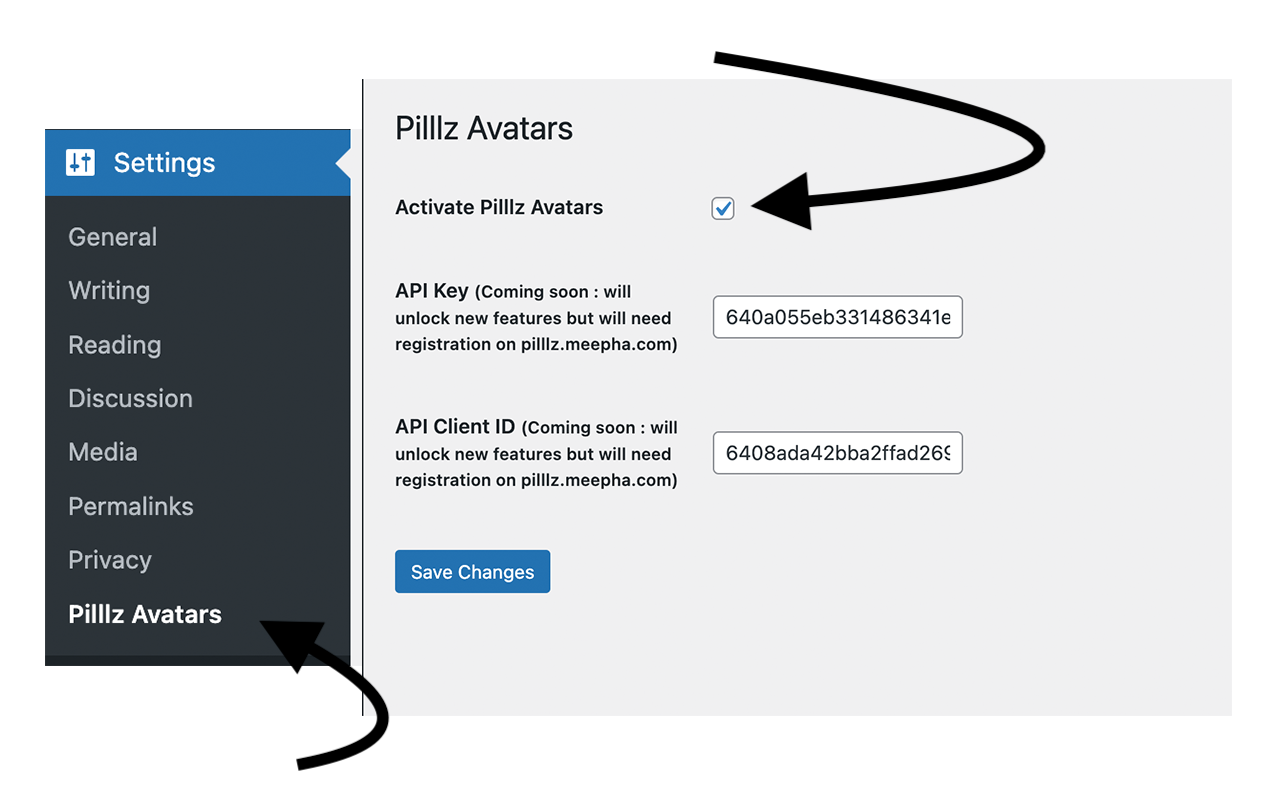 Settings
General
Writing
Reading
Discussion
Media
Permalinks
Privacy
Pilllz Avatars
Pilllz Avatars
Activate Pilllz Avatars
API Key (Coming soon : will
unlock new features but will need
registration on pilllz.meepha.com)
640a055eb331486341e
API Client ID (Coming soon : will
unlock new features but will need
registration on pilllz.meepha.com)
6408ada42bba2ffad269
Save Changes